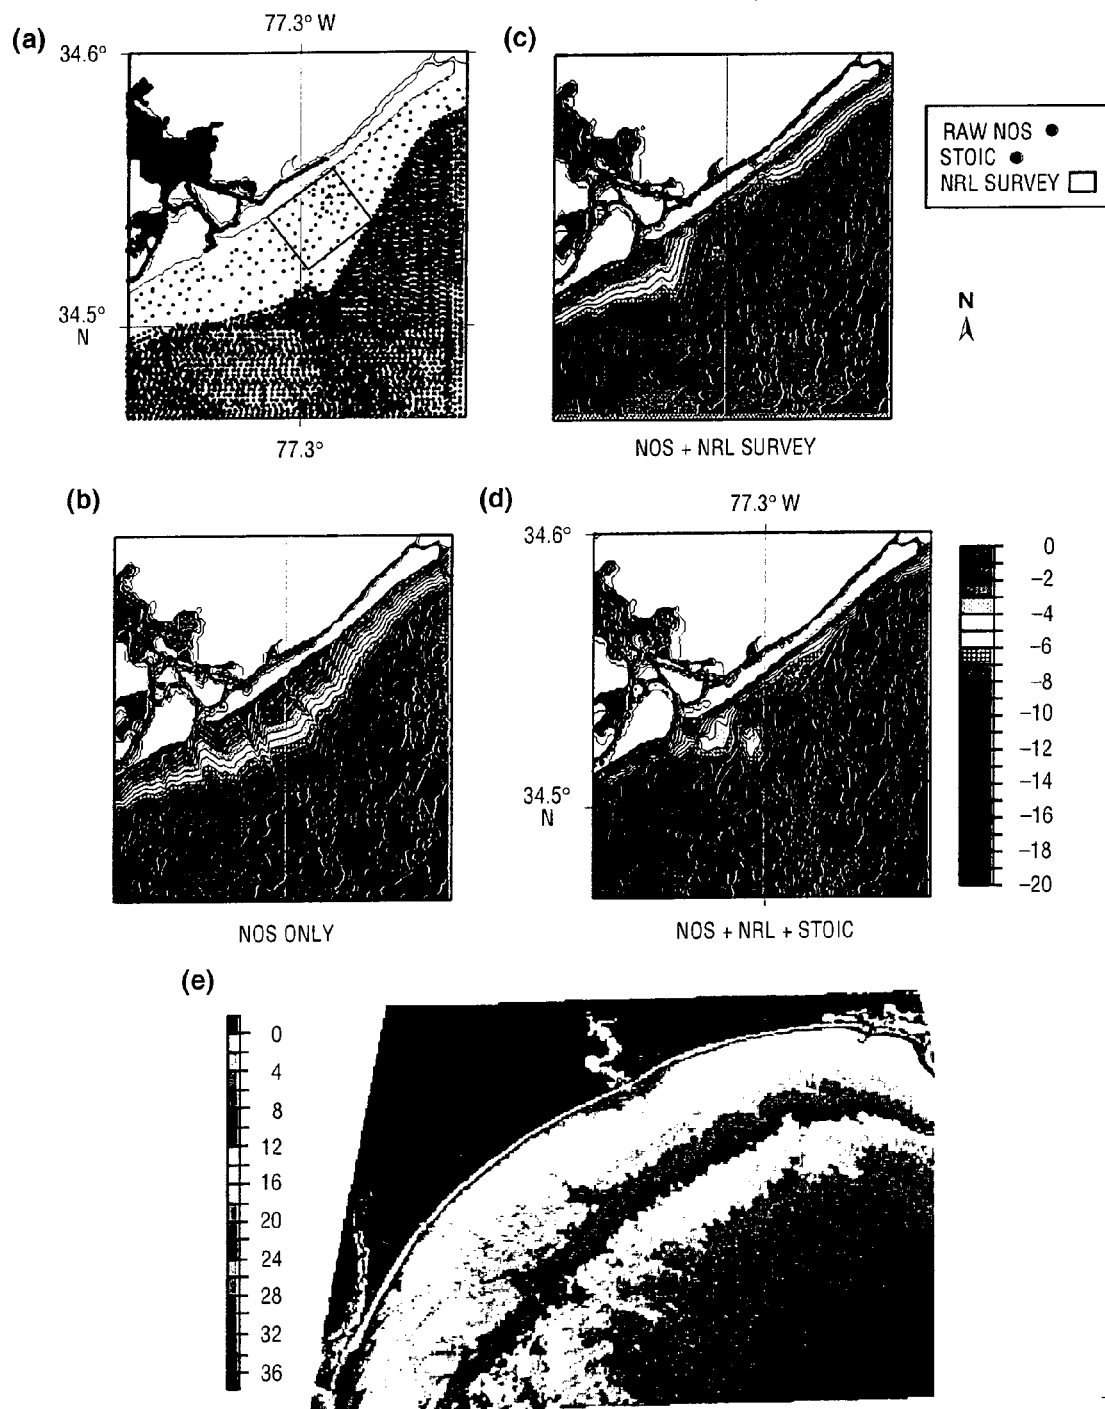 (a)
77.3° W
34.6°
34.5°
N
77.3°
(c)
NOS + NRL SURVEY
RAW NOS
STOIC
NRL SURVEY
N
(b)
NOS ONLY
(d)
77.3° W
34.6°
34.5°
N
NOS + NRL + STOIC
0
−2
−4
−6
−8
−10
−12
−14
−16
−18
−20
(e)
0
4
8
12
16
20
24
28
32
36